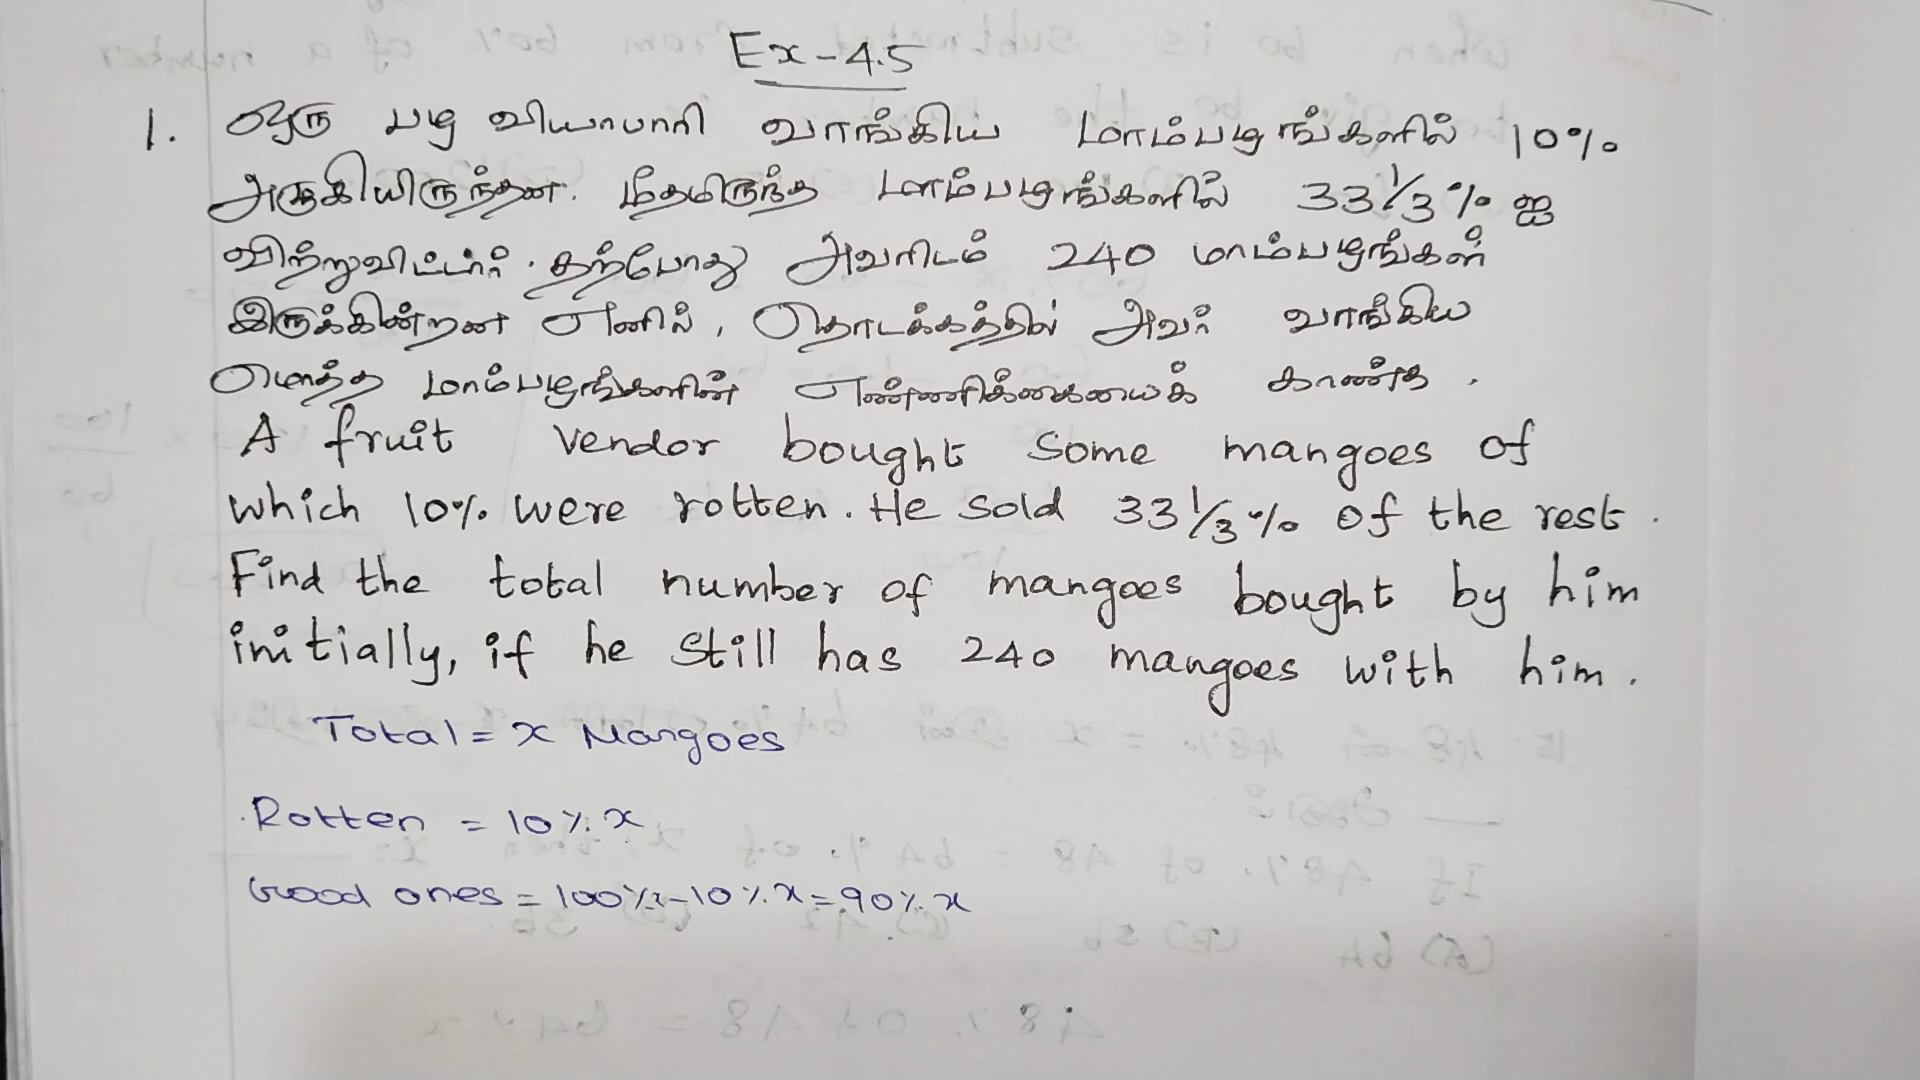 Ex-4.5
1. ஒரு பழ வியாபாரி வாங்கிய மாம்பழங்களில் 10%
அழுகியிருந்தன. மீதமிருந்த மாம்பழங்களில் 33 1/3 % ஐ
விற்றுவிட்டார். தற்போது அவரிடம் 240 மாம்பழங்கள்
இருக்கின்றன எனில், தொடக்கத்தில் அவர் வாங்கிய
மொத்த மாம்பழங்களின் எண்ணிக்கையைக் காண்க.
A fruit vendor bought some mangoes of
which 10% were rotten. He sold 33 1/3 % of the rest.
Find the total number of mangoes bought by him
initially, if he still has 240 mangoes with him.
Total = x Mangoes
Rotten = 10% x
Good ones = 100%x-10%x=90%x